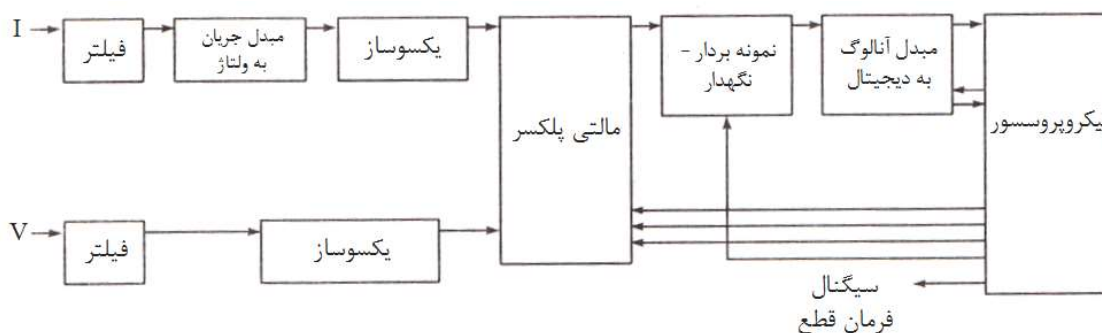 I
فیلتر
مبدل جریان
به ولتاژ
یکسوساز
مالتی پلکسر
نمونه بردار -
نگهدار
مبدل آنالوگ
به دیجیتال
یکروپروسسور
V
فیلتر
یکسوساز
سیگنال
فرمان قطع